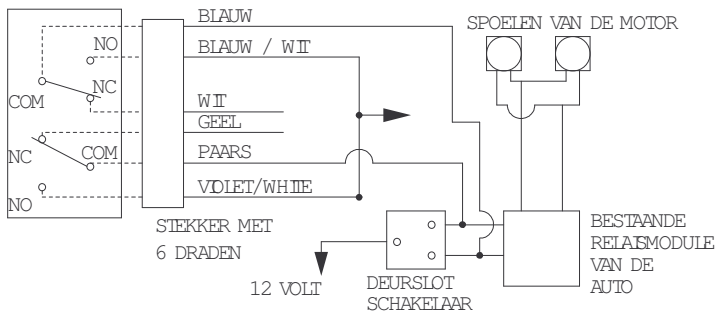 BLAUW
SPOELEN VAN DE MOTOR
NO
BLAUW / WIT
NC
COM
WIT
GEEL
NC
COM
PAARS
NO
VIOLET/WHITE
STEKKER MET
6 DRADEN
BESTAANDE
RELAISMODULE
VAN DE
AUTO
12 VOLT
DEURSLOT
SCHAKELAAR